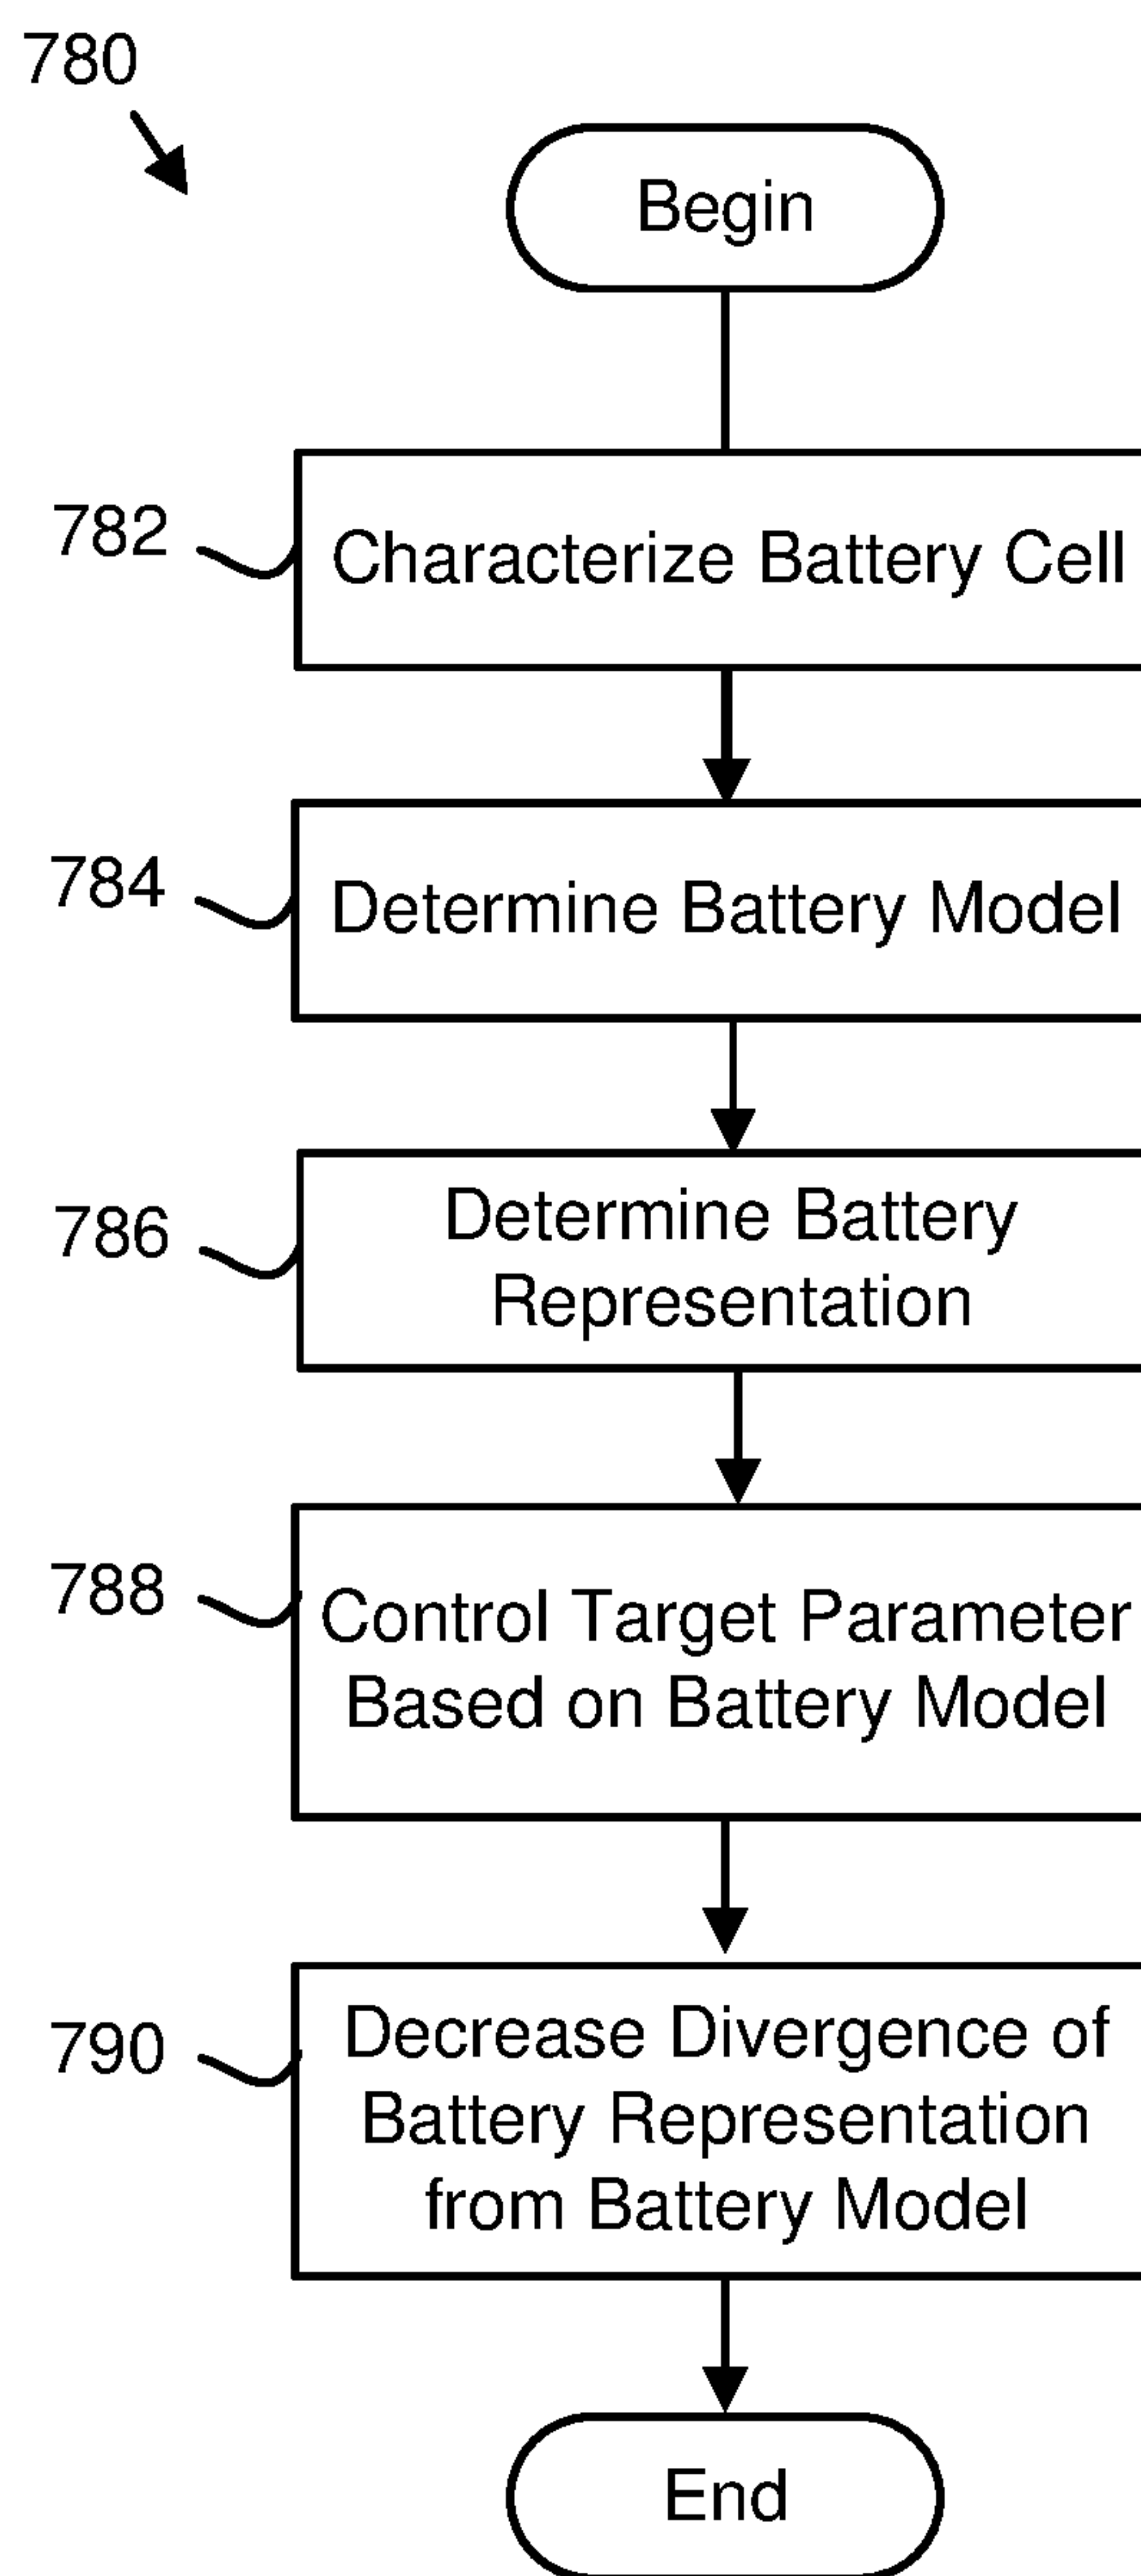 780
Begin
782
Characterize Battery Cell
784
Determine Battery Model
786
Determine Battery
Representation
788
Control Target Parameter
Based on Battery Model
790
Decrease Divergence of
Battery Representation
from Battery Model
End